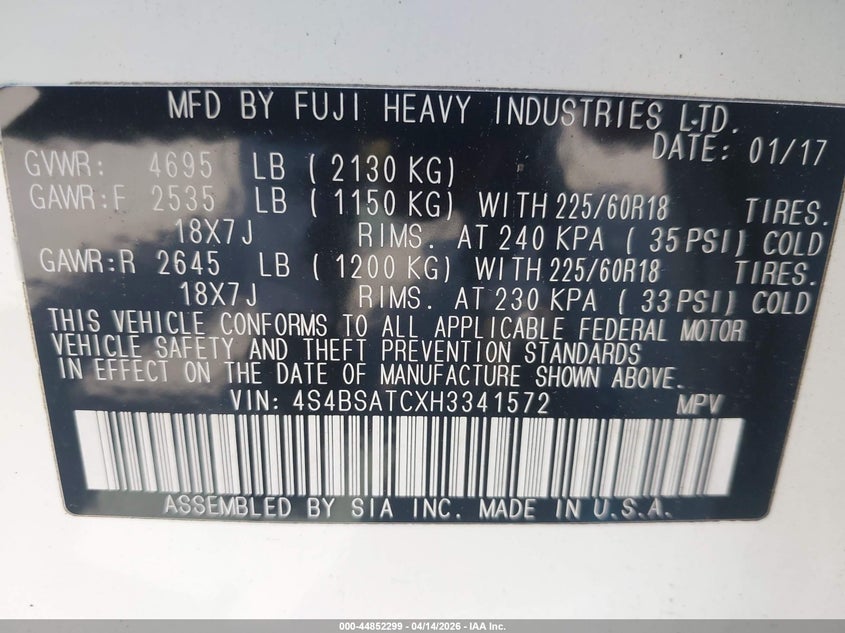 MFD BY FUJI HEAVY INDUSTRIES LTD.
DATE: 01/17
GVWR: 4695 LB ( 2130 KG)
GAWR:F 2535 LB ( 1150 KG) WITH 225/60R18 TIRES.
18X7J RIMS. AT 240 KPA ( 35 PSI) COLD
GAWR:R 2645 LB ( 1200 KG) WITH 225/60R18 TIRES.
18X7J RIMS. AT 230 KPA ( 33 PSI) COLD
THIS VEHICLE CONFORMS TO ALL APPLICABLE FEDERAL MOTOR
VEHICLE SAFETY AND THEFT PREVENTION STANDARDS
IN EFFECT ON THE DATE OF MANUFACTURE SHOWN ABOVE.
VIN: 4S4BSATCXH3341572 MPV
ASSEMBLED BY SIA INC. MADE IN U.S.A.
000-44852299 - 04/14/2026 - IAA Inc.